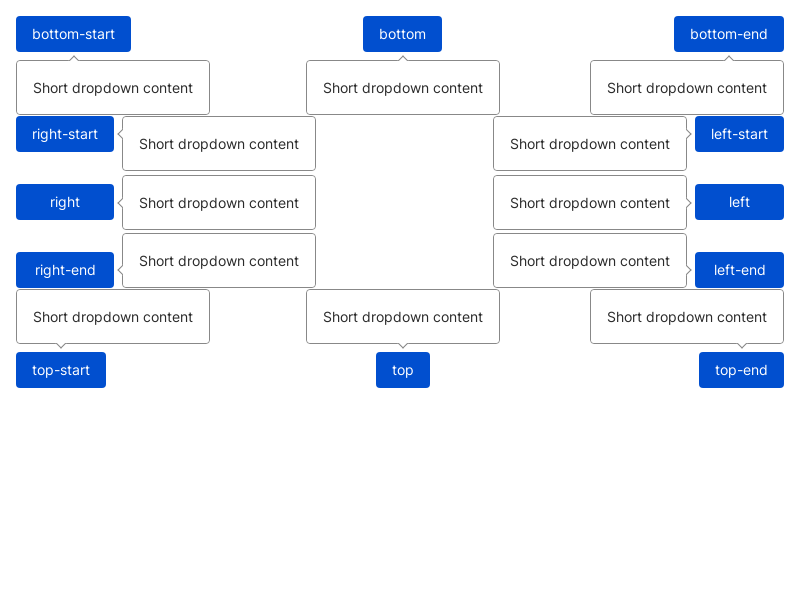 bottom-start
bottom
bottom-end
Short dropdown content
Short dropdown content
Short dropdown content
right-start
Short dropdown content
Short dropdown content
left-start
right
Short dropdown content
Short dropdown content
left
right-end
Short dropdown content
Short dropdown content
left-end
Short dropdown content
Short dropdown content
Short dropdown content
top-start
top
top-end